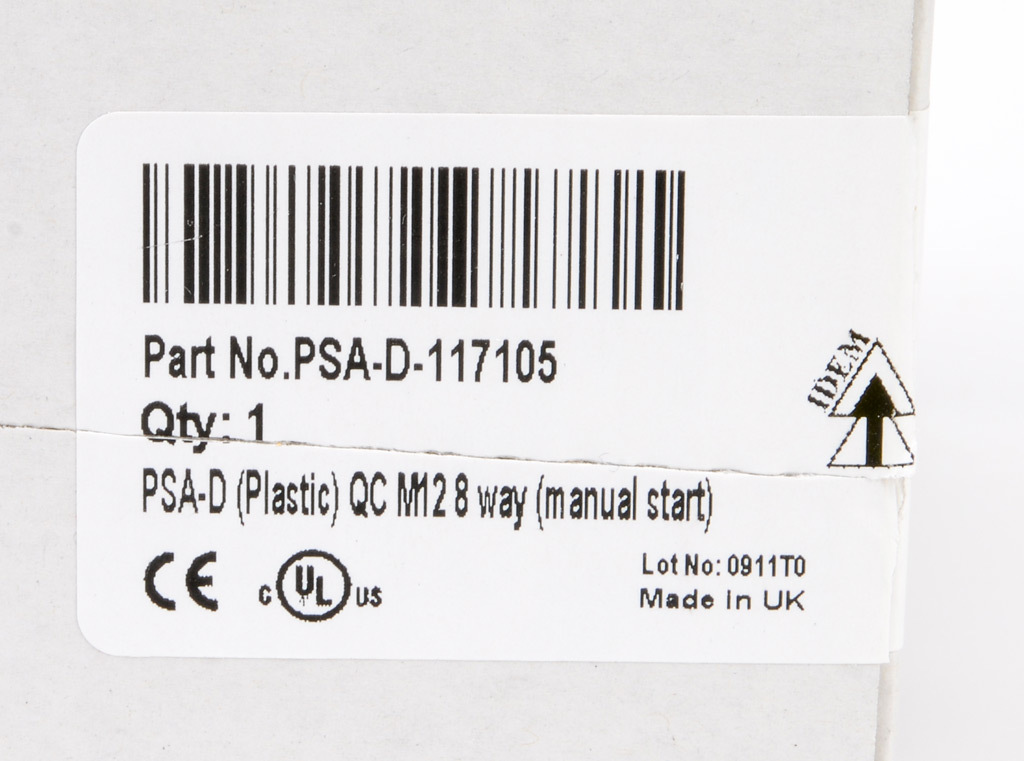 Part No.PSA-D-117105
Qty: 1
IDEM
PSA-D (Plastic) QC M12 8 way (manual start)
CE
C UL US
Lot No: 0911T0
Made in UK